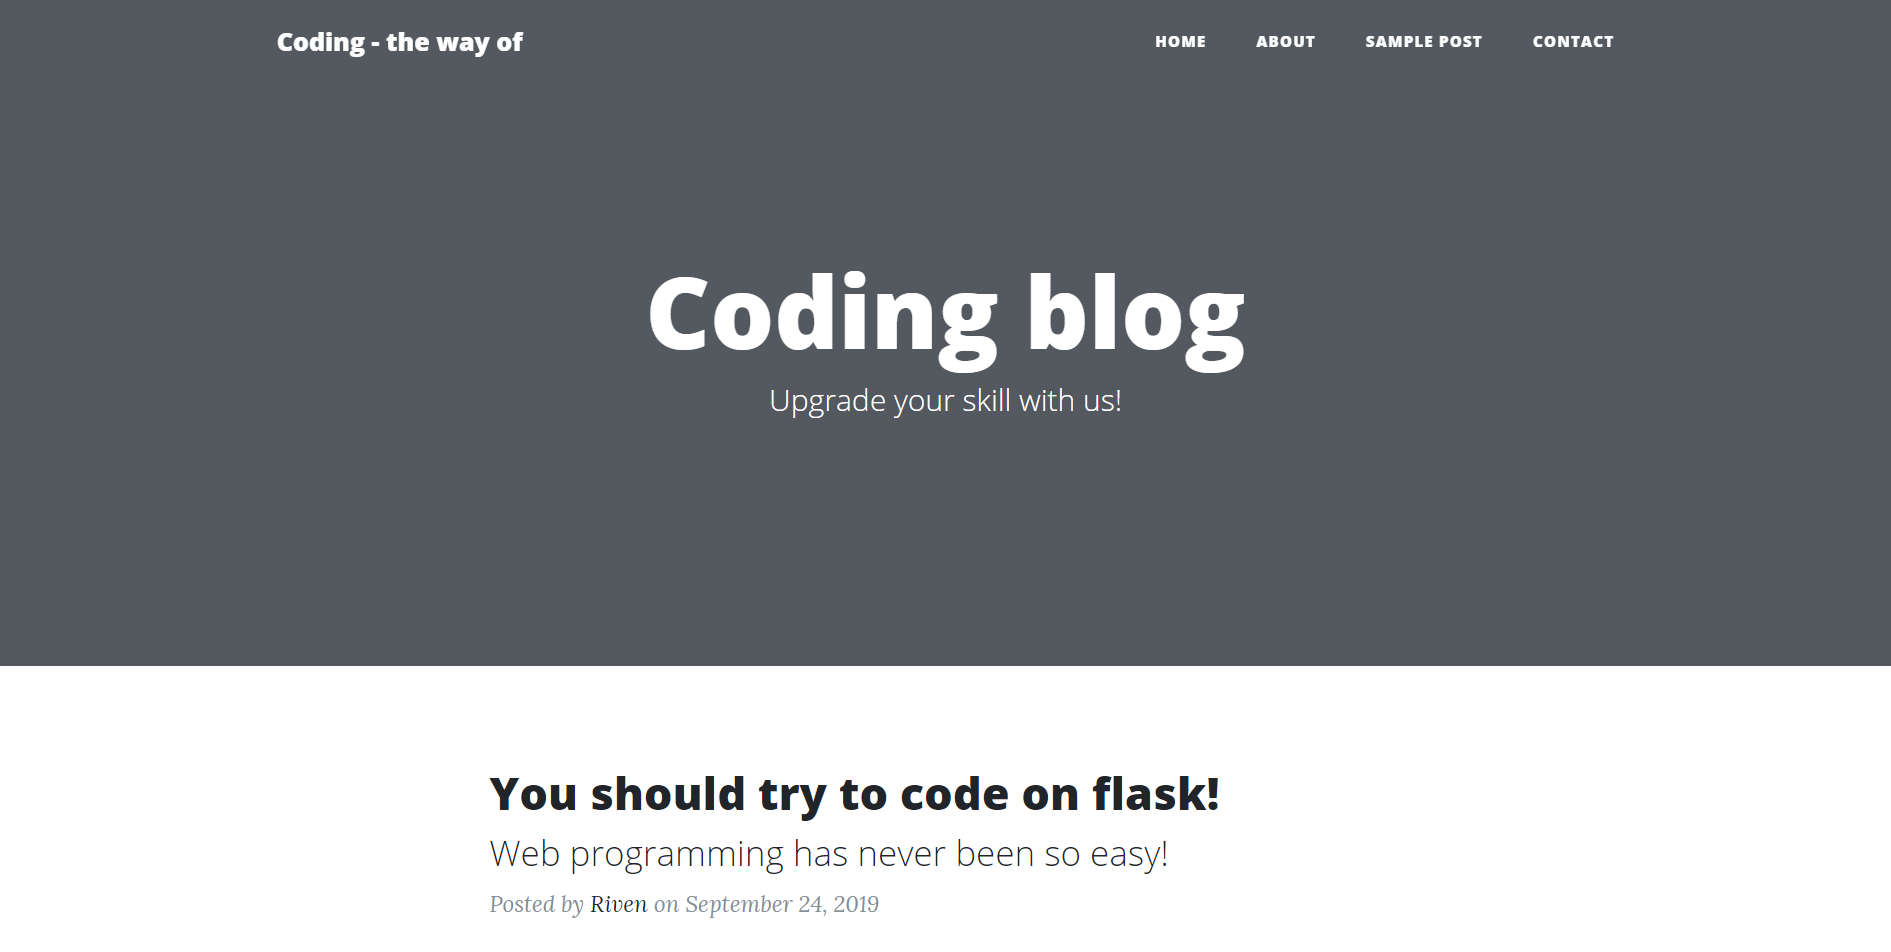 Coding - the way of
HOME ABOUT SAMPLE POST CONTACT
Coding blog
Upgrade your skill with us!
You should try to code on flask!
Web programming has never been so easy!
Posted by Riven on September 24, 2019